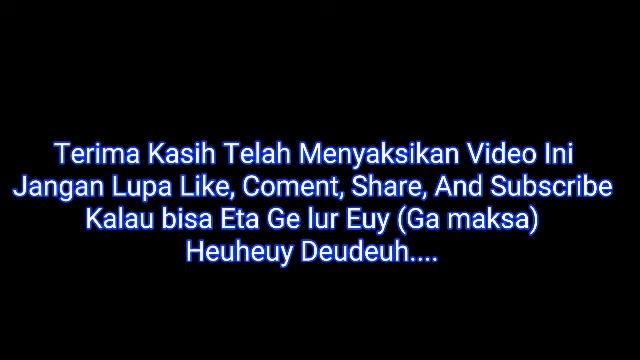 Terima Kasih Telah Menyaksikan Video Ini
Jangan Lupa Like, Coment, Share, And Subscribe
Kalau bisa Eta Ge lur Euy (Ga maksa)
Heuheuy Deudeuh....